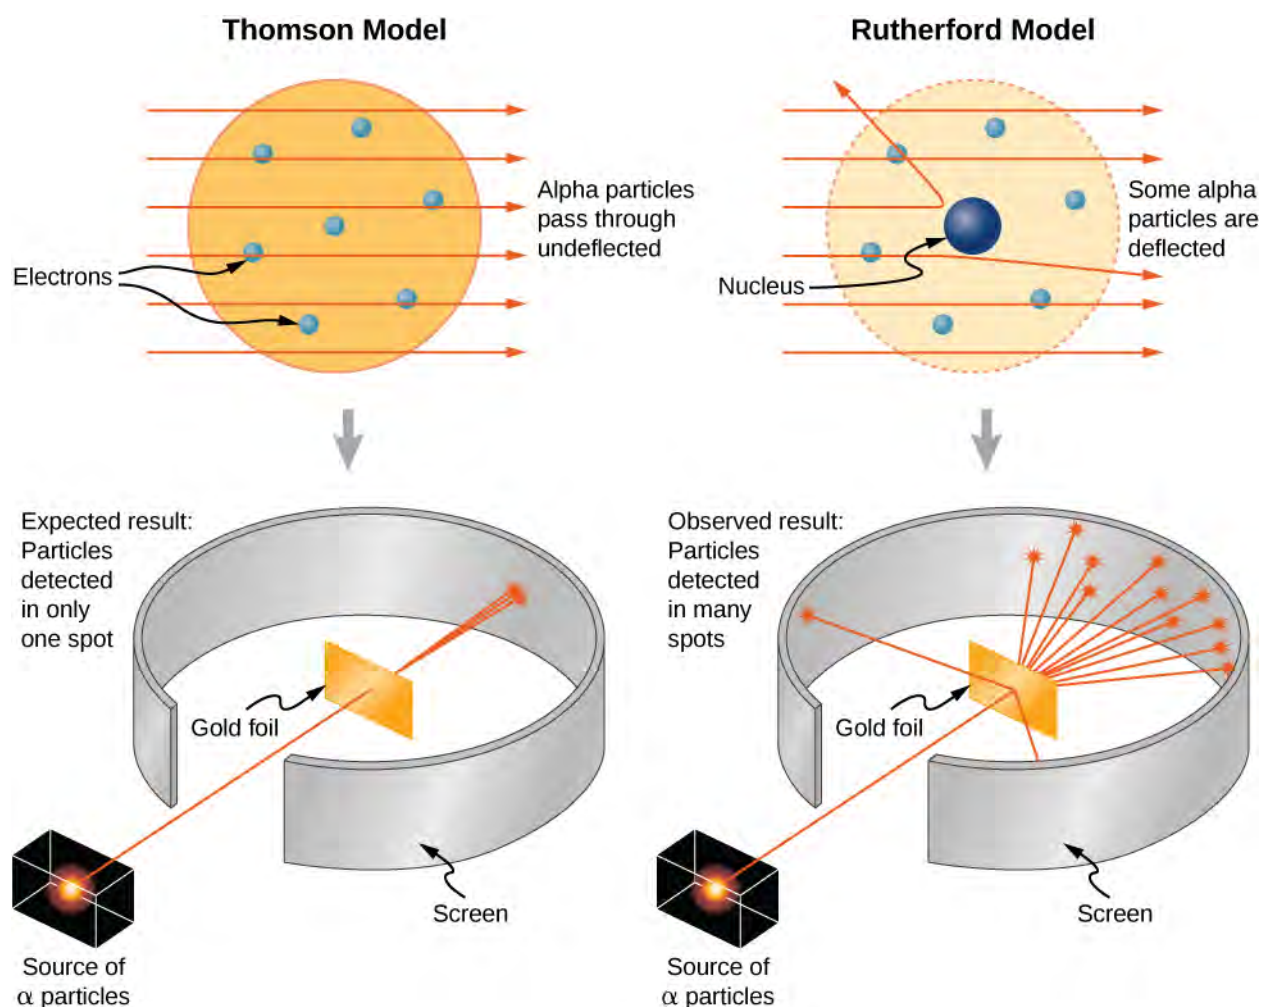 Thomson Model
Alpha particles
pass through
undeflected
Electrons
Expected result:
Particles
detected
in only
one spot
Gold foil
Screen
Source of
α particles
Rutherford Model
Some alpha
particles are
deflected
Nucleus
Observed result:
Particles
detected
in many
spots
Gold foil
Screen
Source of
α particles